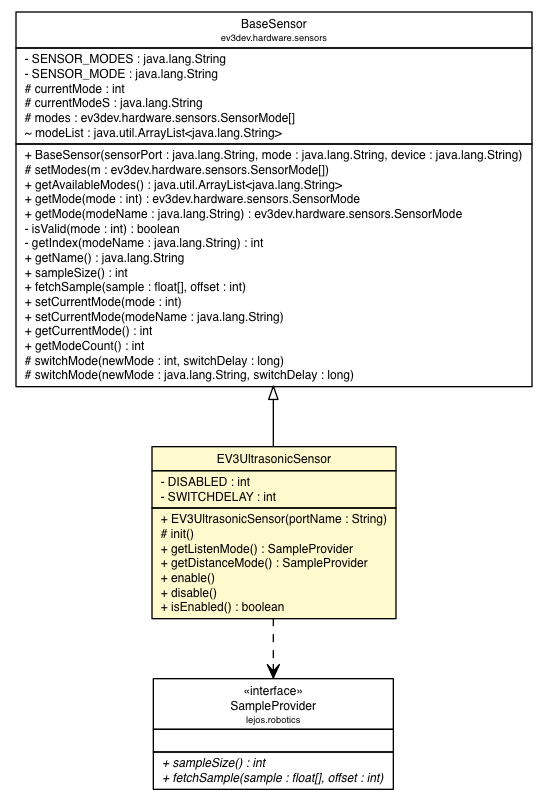 BaseSensor
ev3dev.hardware.sensors
- SENSOR_MODES : java.lang.String
- SENSOR_MODE : java.lang.String
# currentMode : int
# currentModeS : java.lang.String
# modes : ev3dev.hardware.sensors.SensorMode[]
~ modeList : java.util.ArrayList<java.lang.String>
+ BaseSensor(sensorPort : java.lang.String, mode : java.lang.String, device : java.lang.String)
# setModes(m : ev3dev.hardware.sensors.SensorMode[])
+ getAvailableModes() : java.util.ArrayList<java.lang.String>
+ getMode(mode : int) : ev3dev.hardware.sensors.SensorMode
+ getMode(modeName : java.lang.String) : ev3dev.hardware.sensors.SensorMode
- isValid(mode : int) : boolean
- getIndex(modeName : java.lang.String) : int
+ getName() : java.lang.String
+ sampleSize() : int
+ fetchSample(sample : float[], offset : int)
+ setCurrentMode(mode : int)
+ setCurrentMode(modeName : java.lang.String)
+ getCurrentMode() : int
+ getModeCount() : int
# switchMode(newMode : int, switchDelay : long)
# switchMode(newMode : java.lang.String, switchDelay : long)
EV3UltrasonicSensor
- DISABLED : int
- SWITCHDELAY : int
+ EV3UltrasonicSensor(portName : String)
# init()
+ getListenMode() : SampleProvider
+ getDistanceMode() : SampleProvider
+ enable()
+ disable()
+ isEnabled() : boolean
«interface»
SampleProvider
lejos.robotics
+ sampleSize() : int
+ fetchSample(sample : float[], offset : int)